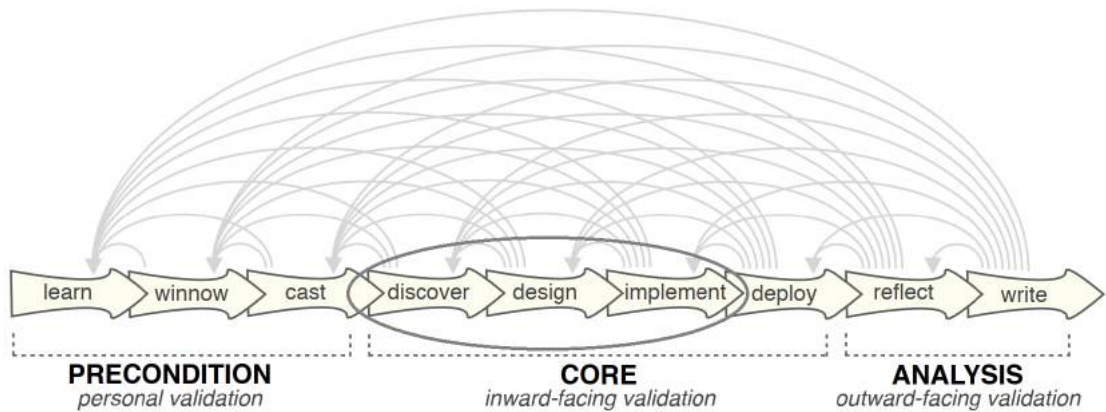 learn winnow cast discover design implement deploy reflect write
PRECONDITION CORE ANALYSIS
personal validation inward-facing validation outward-facing validation